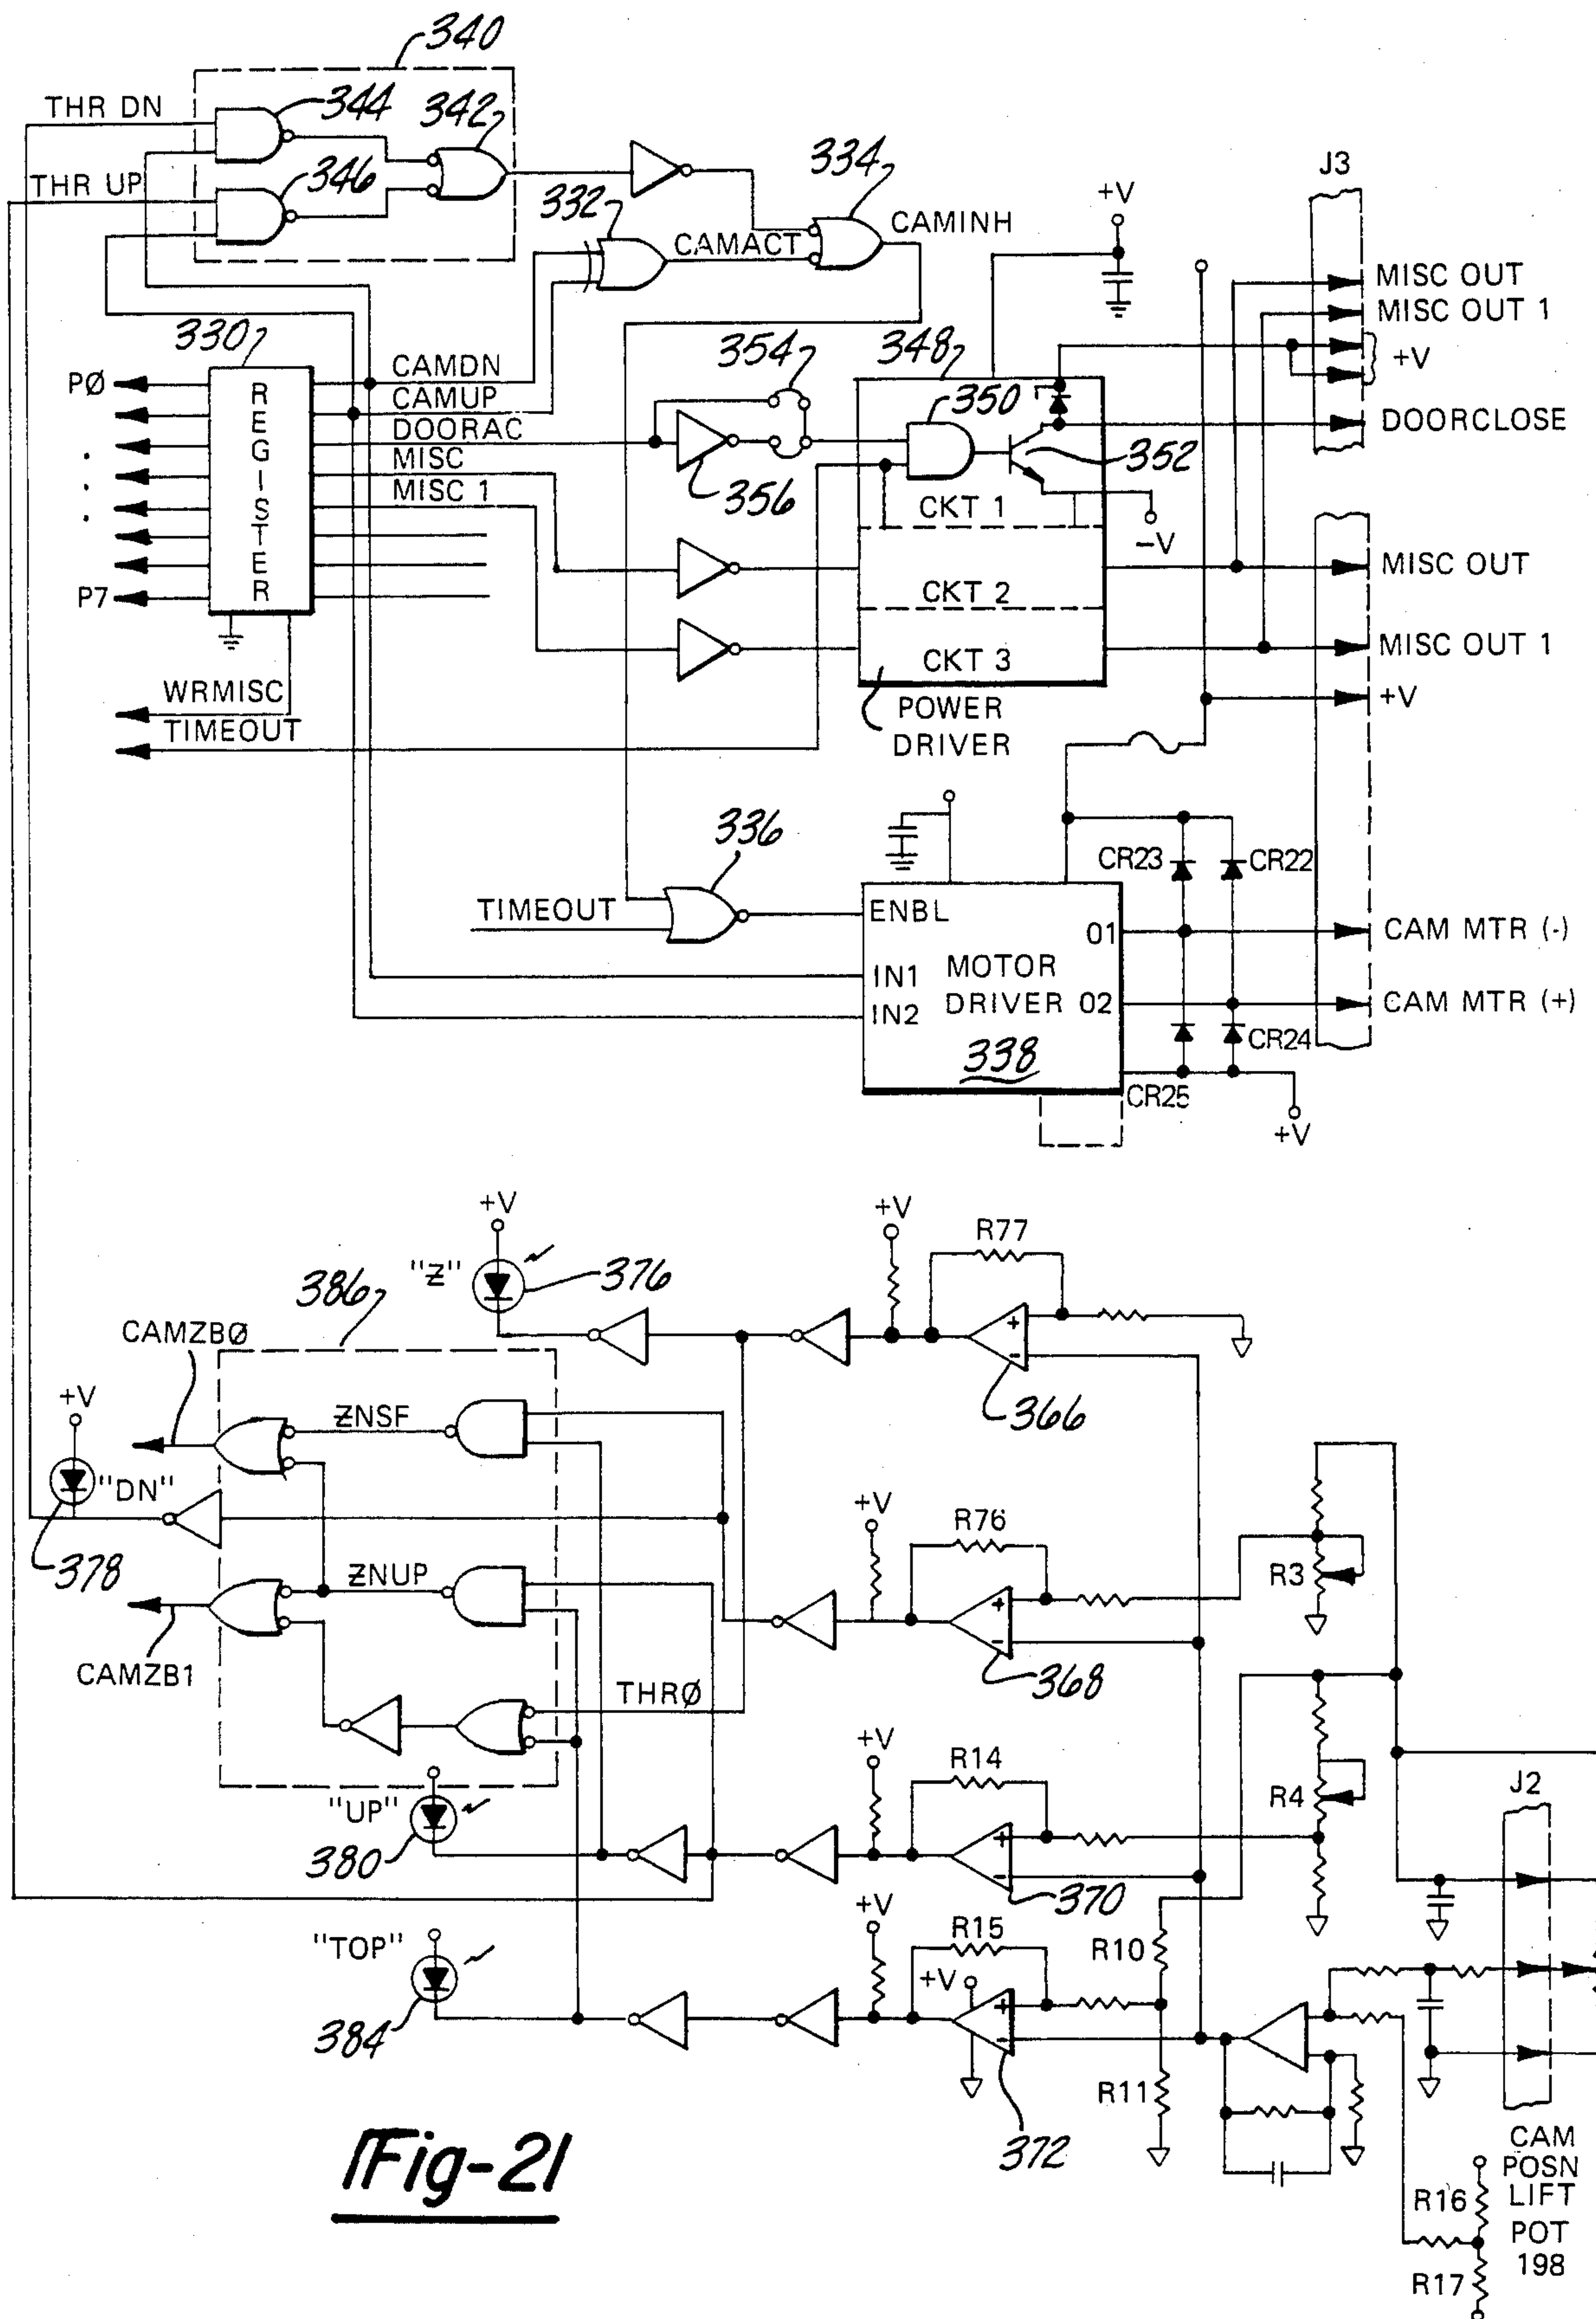 340
THR DN
344
342
THR UP
346
332
334
CAMINH
CAMACT
J3
+V
MISC OUT
MISC OUT 1
+V
DOORCLOSE
330
354
348
350
352
PØ
P7
REGISTER
CAMDN
CAMUP
DOORAC
MISC
MISC 1
356
CKT 1
-V
CKT 2
CKT 3
MISC OUT
MISC OUT 1
+V
WRMISC
TIMEOUT
POWER
DRIVER
336
TIMEOUT
ENBL
IN1
IN2
MOTOR
DRIVER
338
01
02
CR23
CR22
CR24
CR25
+V
CAM MTR (-)
CAM MTR (+)
+V
"Z"
376
+V
R77
+
-
366
386
CAMZBØ
+V
"DN"
378
ZNSF
ZNUP
CAMZB1
THRØ
+V
R76
+
-
368
R3
"UP"
380
+V
R14
+
-
370
R4
J2
"TOP"
384
+V
R15
+V
+
-
372
R10
R11
CAM
POSN
LIFT
POT
198
R16
R17
Fig-21